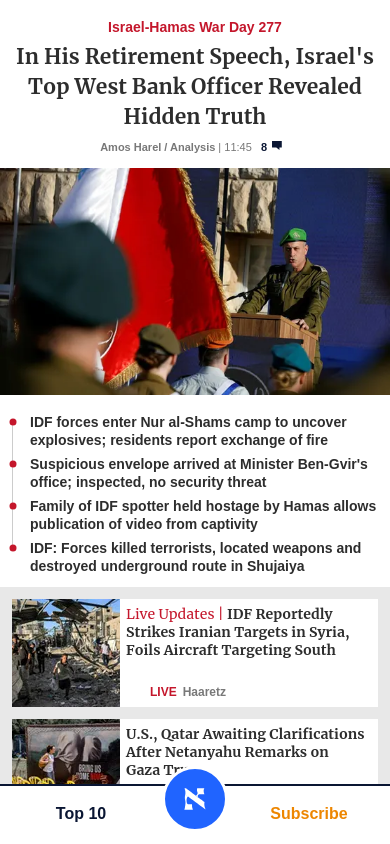 Israel-Hamas War Day 277
In His Retirement Speech, Israel's
Top West Bank Officer Revealed
Hidden Truth
Amos Harel / Analysis | 11:45 8
IDF forces enter Nur al-Shams camp to uncover
explosives; residents report exchange of fire
Suspicious envelope arrived at Minister Ben-Gvir's
office; inspected, no security threat
Family of IDF spotter held hostage by Hamas allows
publication of video from captivity
IDF: Forces killed terrorists, located weapons and
destroyed underground route in Shujaiya
Live Updates | IDF Reportedly
Strikes Iranian Targets in Syria,
Foils Aircraft Targeting South
LIVE Haaretz
BRING US
HOME NOW
U.S., Qatar Awaiting Clarifications
After Netanyahu Remarks on
Gaza
Top 10
Subscribe